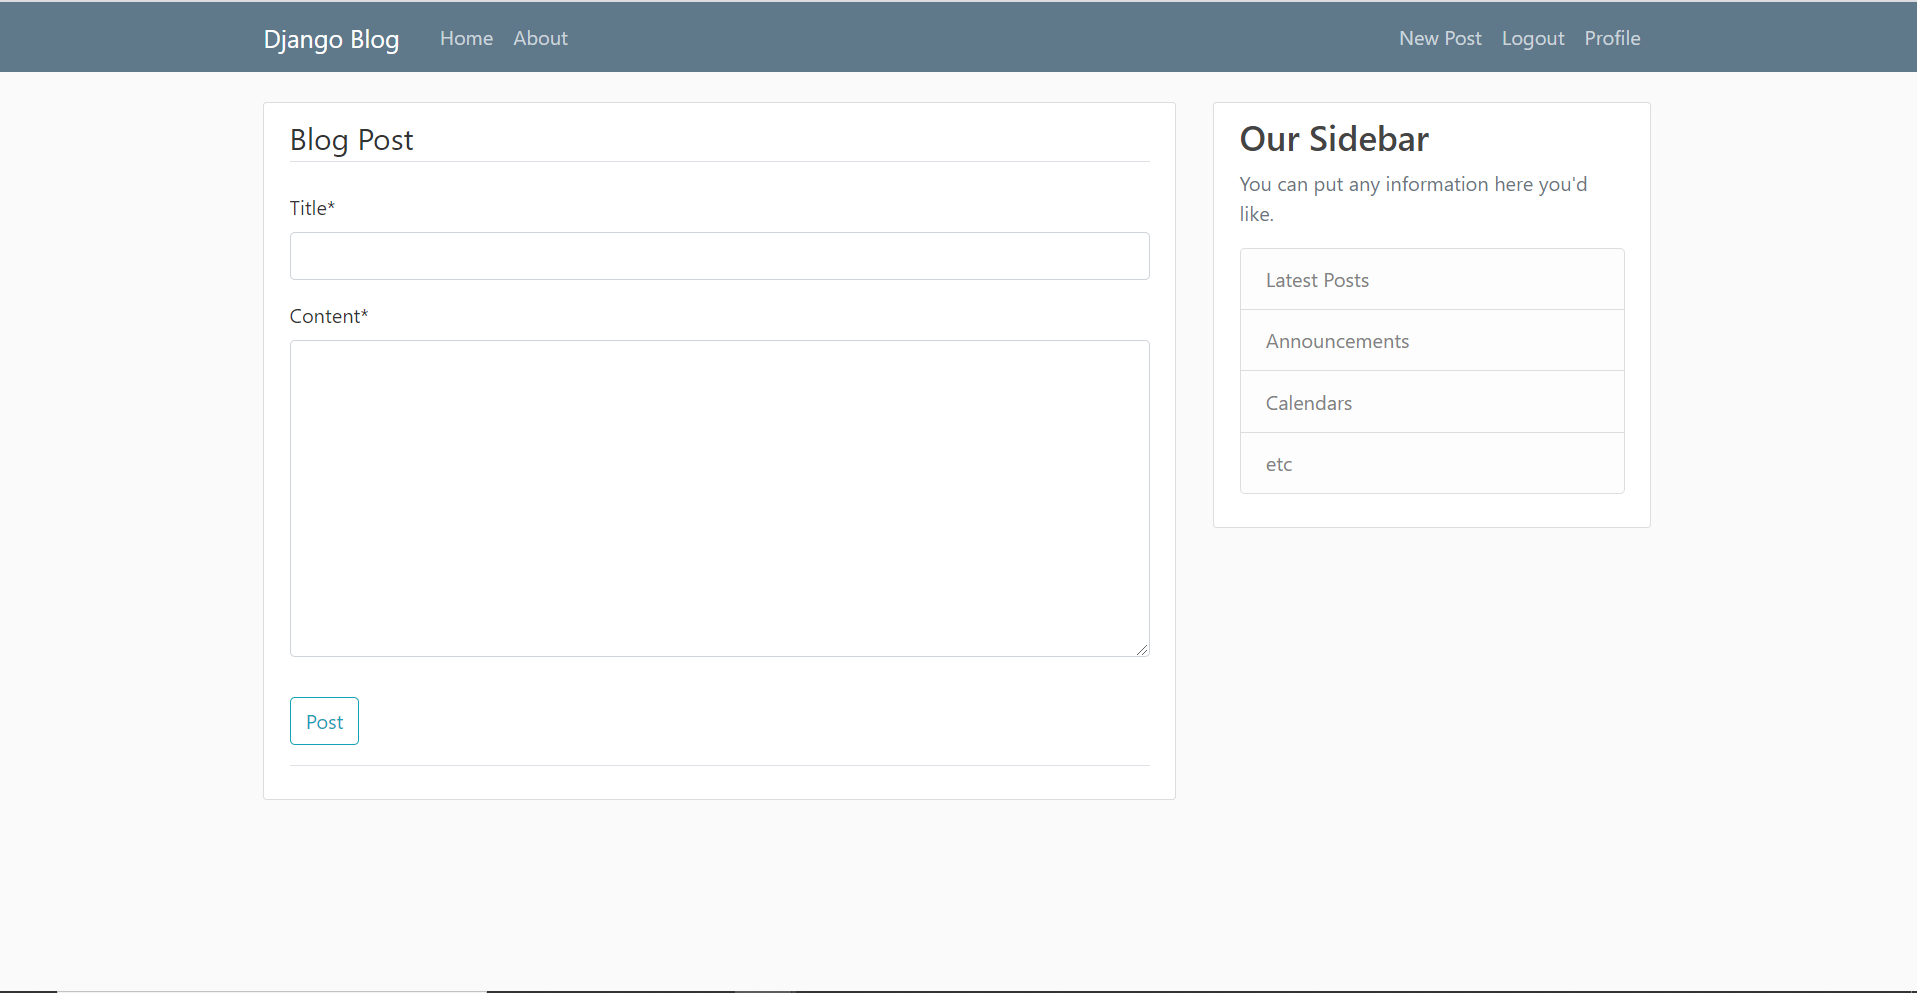 Django Blog Home About New Post Logout Profile
Blog Post
Title*
Content*
Post
Our Sidebar
You can put any information here you'd
like.
Latest Posts
Announcements
Calendars
etc